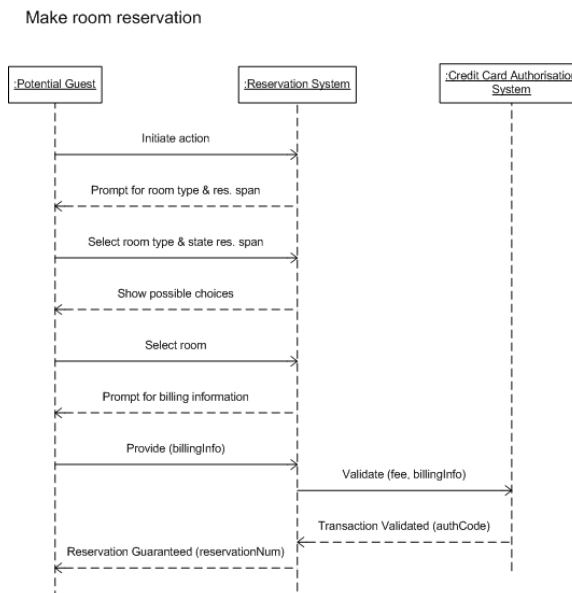 Make room reservation
:Potential Guest
:Reservation System
:Credit Card Authorisation
System
Initiate action
Prompt for room type & res. span
Select room type & state res. span
Show possible choices
Select room
Prompt for billing information
Provide (billingInfo)
Validate (fee, billingInfo)
Transaction Validated (authCode)
Reservation Guaranteed (reservationNum)